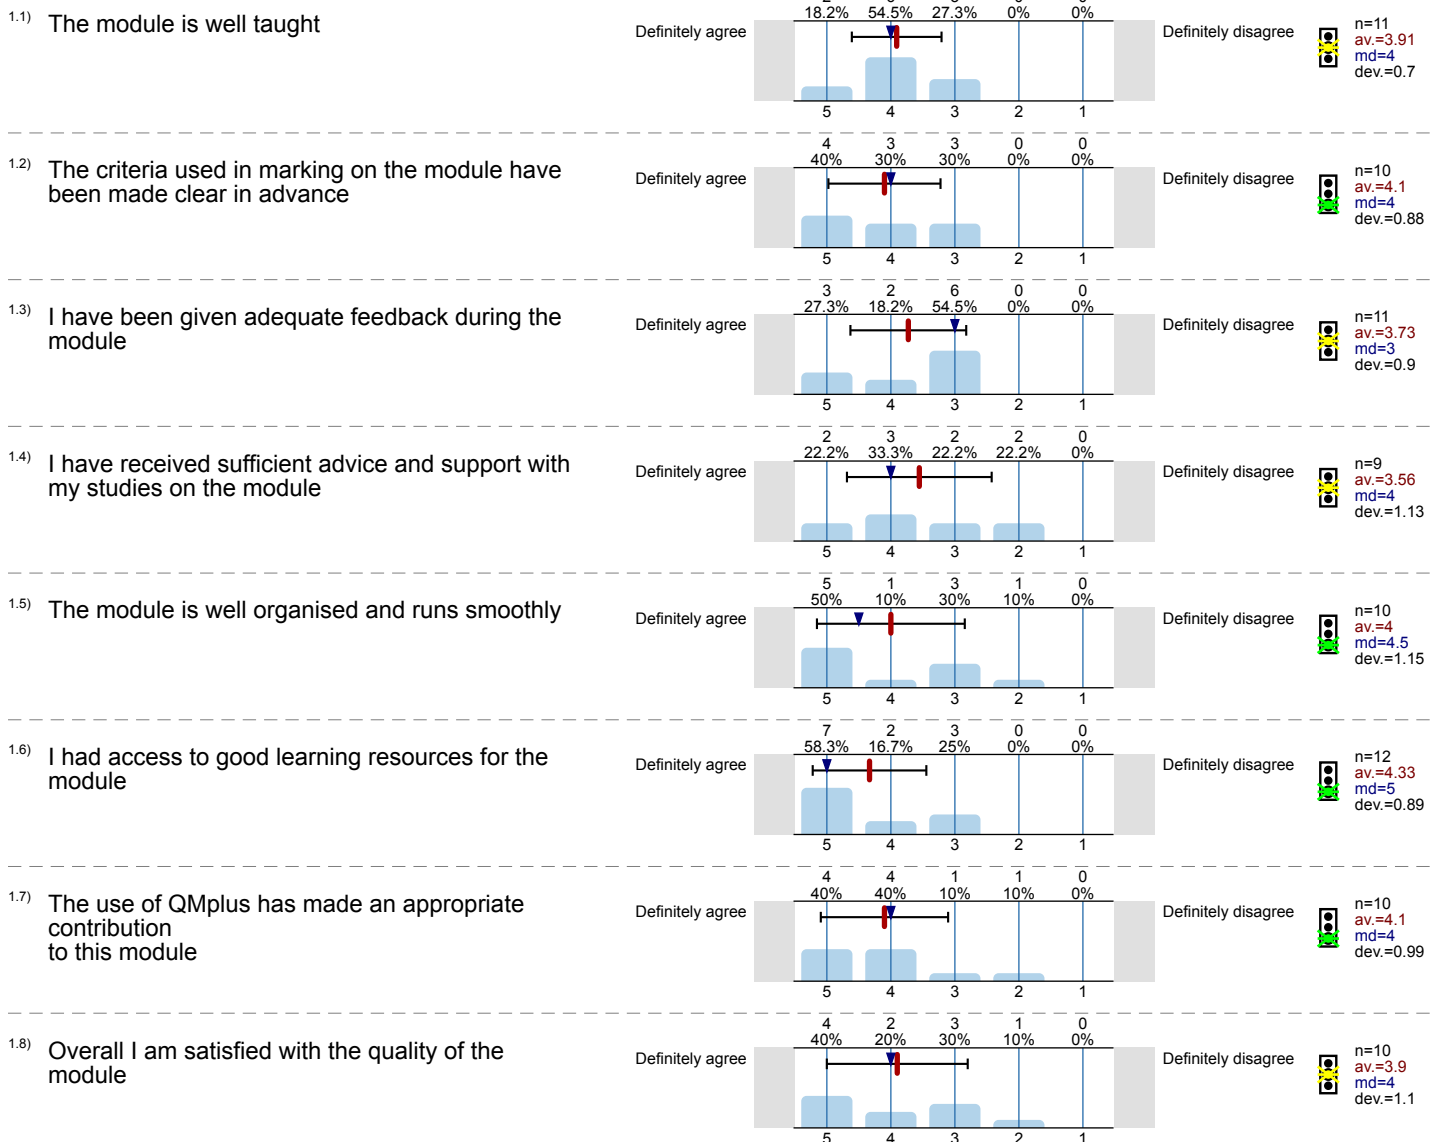 2 6 3 0 0
18.2% 54.5% 27.3% 0% 0%
1.1) The module is well taught
Definitely agree
Definitely disagree
n=11
av.=3.91
md=4
dev.=0.7
5 4 3 2 1
4 3 3 0 0
40% 30% 30% 0% 0%
1.2) The criteria used in marking on the module have
been made clear in advance
Definitely agree
Definitely disagree
n=10
av.=4.1
md=4
dev.=0.88
5 4 3 2 1
3 2 6 0 0
27.3% 18.2% 54.5% 0% 0%
1.3) I have been given adequate feedback during the
module
Definitely agree
Definitely disagree
n=11
av.=3.73
md=3
dev.=0.9
5 4 3 2 1
2 3 2 2 0
22.2% 33.3% 22.2% 22.2% 0%
1.4) I have received sufficient advice and support with
my studies on the module
Definitely agree
Definitely disagree
n=9
av.=3.56
md=4
dev.=1.13
5 4 3 2 1
5 1 3 1 0
50% 10% 30% 10% 0%
1.5) The module is well organised and runs smoothly
Definitely agree
Definitely disagree
n=10
av.=4
md=4.5
dev.=1.15
5 4 3 2 1
7 2 3 0 0
58.3% 16.7% 25% 0% 0%
1.6) I had access to good learning resources for the
module
Definitely agree
Definitely disagree
n=12
av.=4.33
md=5
dev.=0.89
5 4 3 2 1
4 4 1 1 0
40% 40% 10% 10% 0%
1.7) The use of QMplus has made an appropriate
contribution
to this module
Definitely agree
Definitely disagree
n=10
av.=4.1
md=4
dev.=0.99
5 4 3 2 1
4 2 3 1 0
40% 20% 30% 10% 0%
1.8) Overall I am satisfied with the quality of the
module
Definitely agree
Definitely disagree
n=10
av.=3.9
md=4
dev.=1.1
5 4 3 2 1